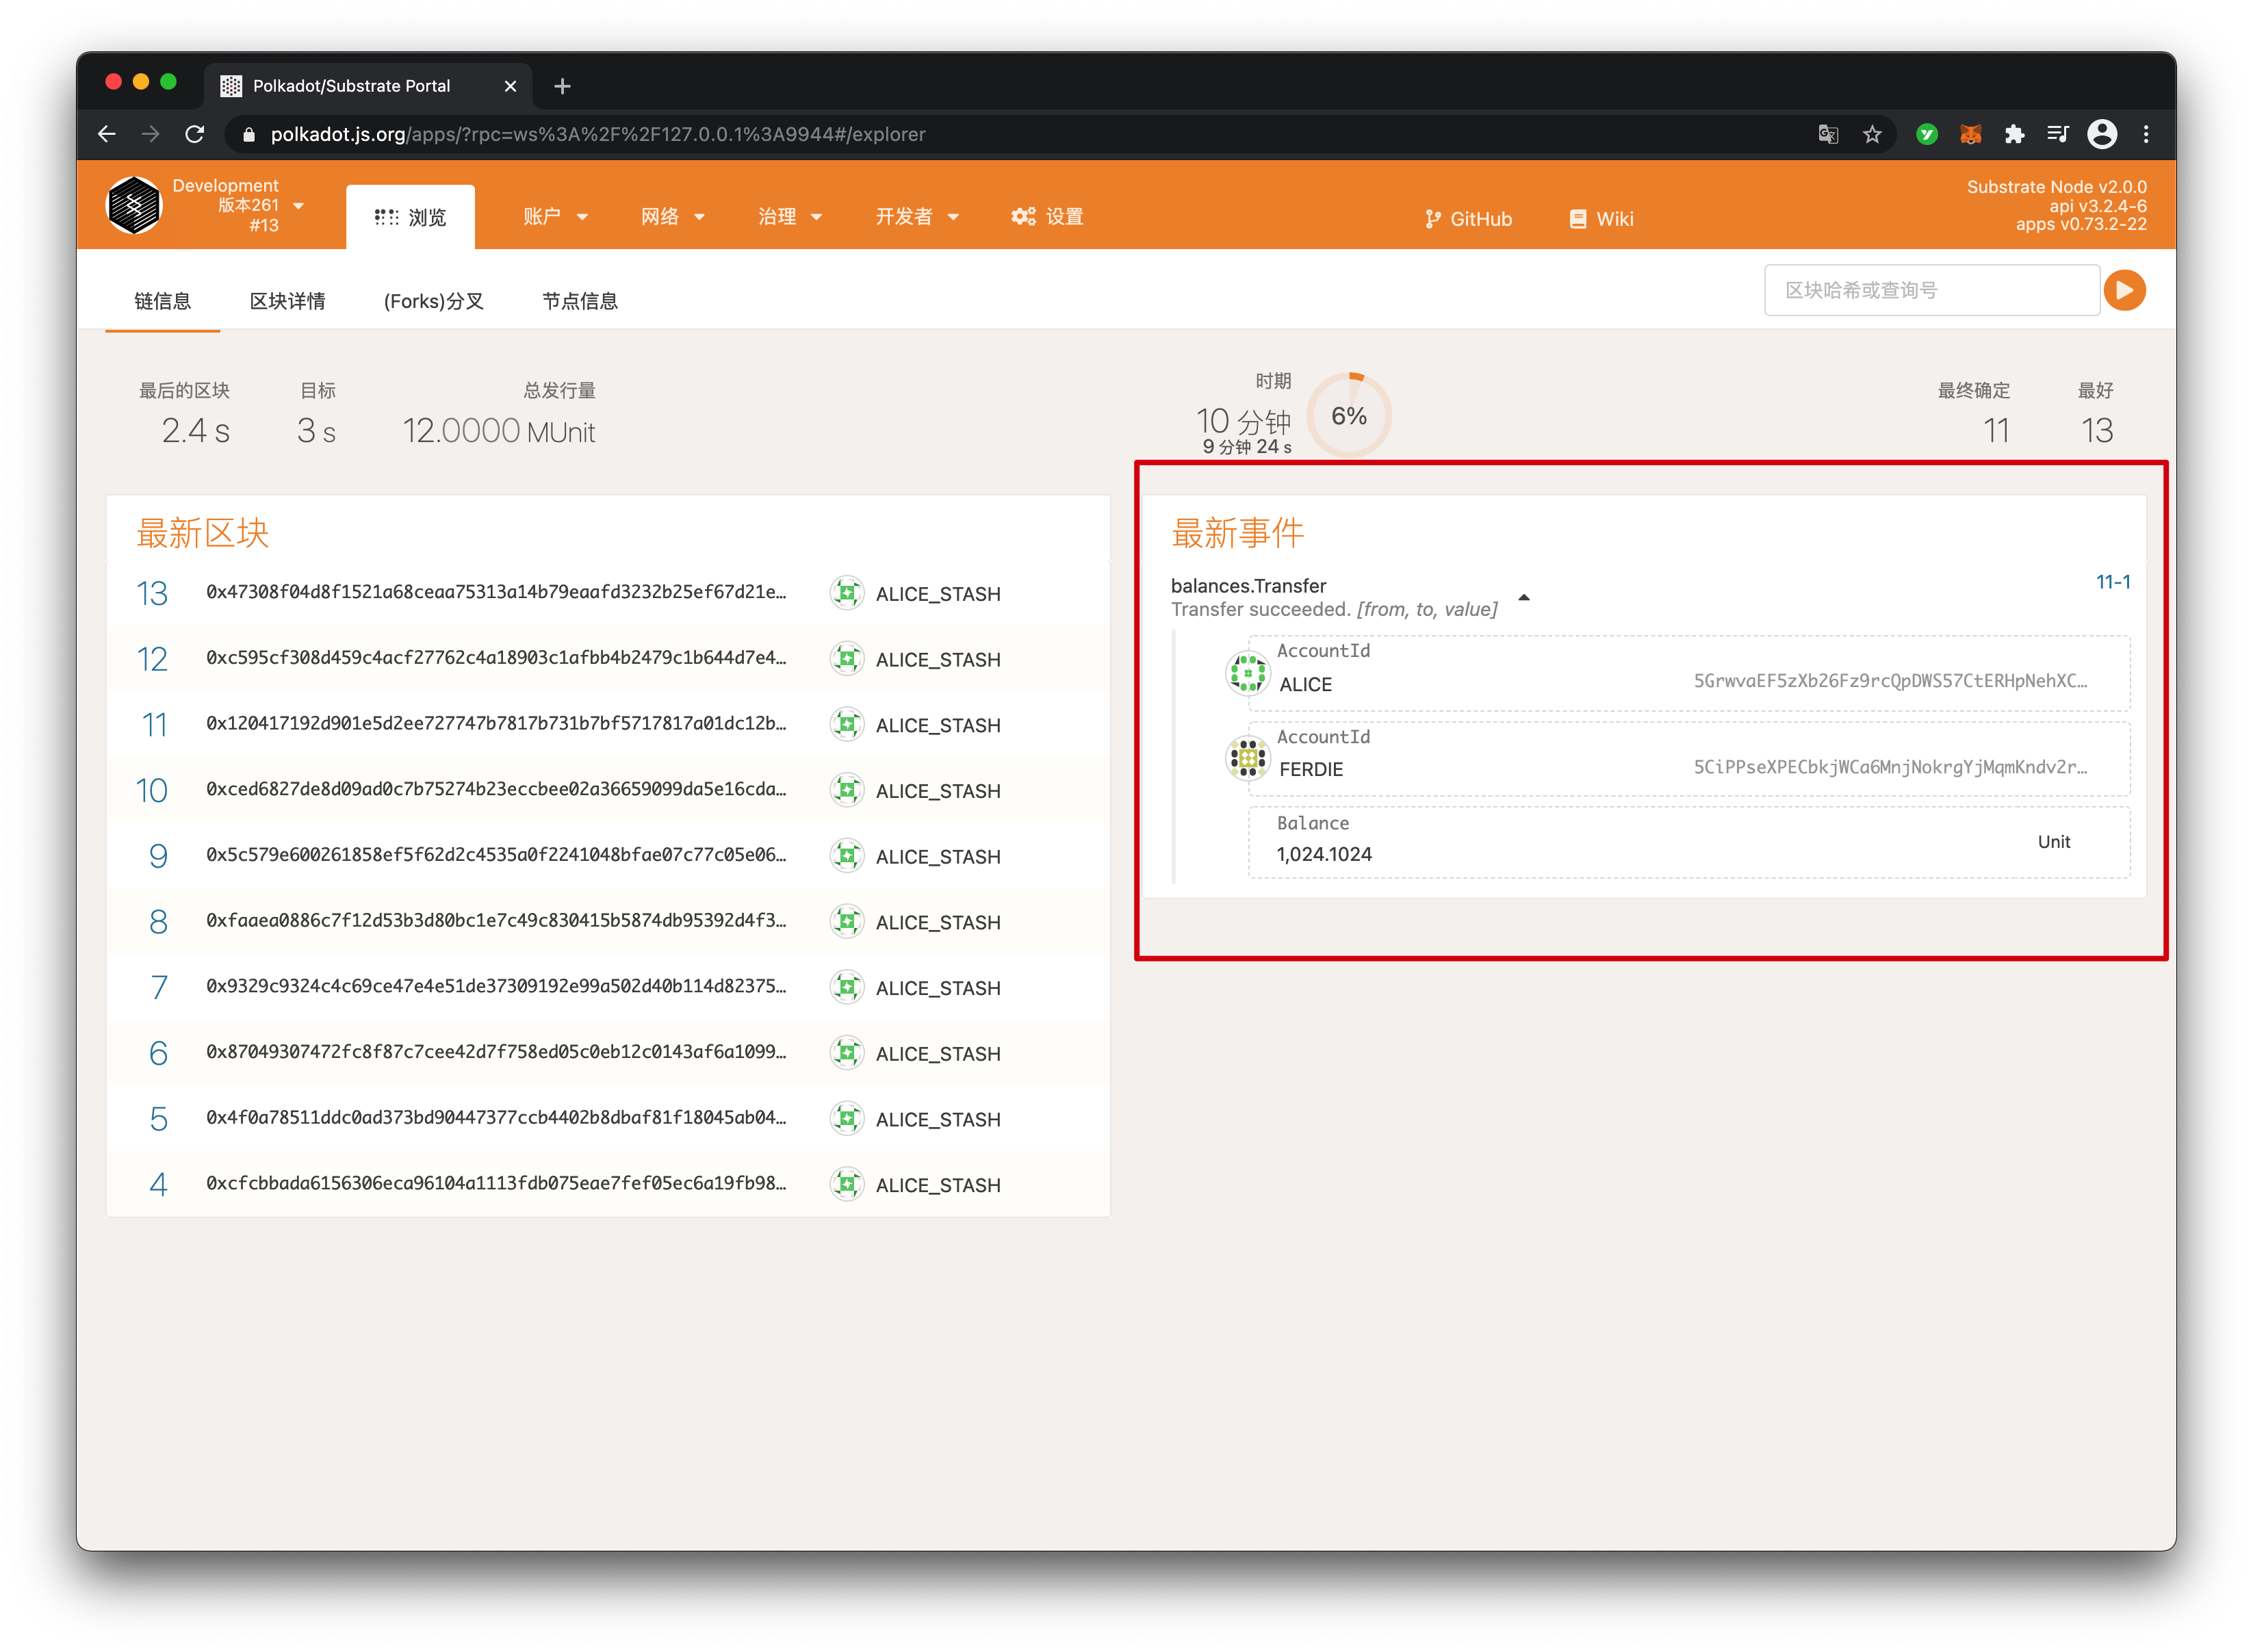 Polkadot/Substrate Portal
polkadot.js.org/apps/?rpc=ws%3A%2F%2F127.0.0.1%3A9944#/explorer
Development
版本261
#13
浏览
账户
网络
治理
开发者
设置
GitHub
Wiki
Substrate Node v2.0.0
api v3.2.4-6
apps v0.73.2-22
链信息
区块详情
(Forks)分叉
节点信息
区块哈希或查询号
最后的区块
2.4 s
目标
3 s
总发行量
12.0000 MUnit
时期
10 分钟
9 分钟 24 s
6%
最终确定
11
最好
13
最新区块
13 0x47308f04d8f1521a68ceaa75313a14b79eaafd3232b25ef67d21e… ALICE_STASH
12 0xc595cf308d459c4acf27762c4a18903c1afbb4b2479c1b644d7e4… ALICE_STASH
11 0x120417192d901e5d2ee727747b7817b731b7bf5717817a01dc12b… ALICE_STASH
10 0xced6827de8d09ad0c7b75274b23eccbee02a36659099da5e16cda… ALICE_STASH
9 0x5c579e600261858ef5f62d2c4535a0f2241048bfae07c77c05e06… ALICE_STASH
8 0xfaaea0886c7f12d53b3d80bc1e7c49c830415b5874db95392d4f3… ALICE_STASH
7 0x9329c9324c4c69ce47e4e51de37309192e99a502d40b114d82375… ALICE_STASH
6 0x87049307472fc8f87c7cee42d7f758ed05c0eb12c0143af6a1099… ALICE_STASH
5 0x4f0a78511ddc0ad373bd90447377ccb4402b8dbaf81f18045ab04… ALICE_STASH
4 0xcfcbbada6156306eca96104a1113fdb075eae7fef05ec6a19fb98… ALICE_STASH
最新事件
balances.Transfer
Transfer succeeded. [from, to, value]
11-1
AccountId
ALICE 5GrwvaEF5zXb26Fz9rcQpDWS57CtERHpNehXC…
AccountId
FERDIE 5CiPPseXPECbkjWCa6MnjNokrgYjMqmKndv2r…
Balance
1,024.1024 Unit